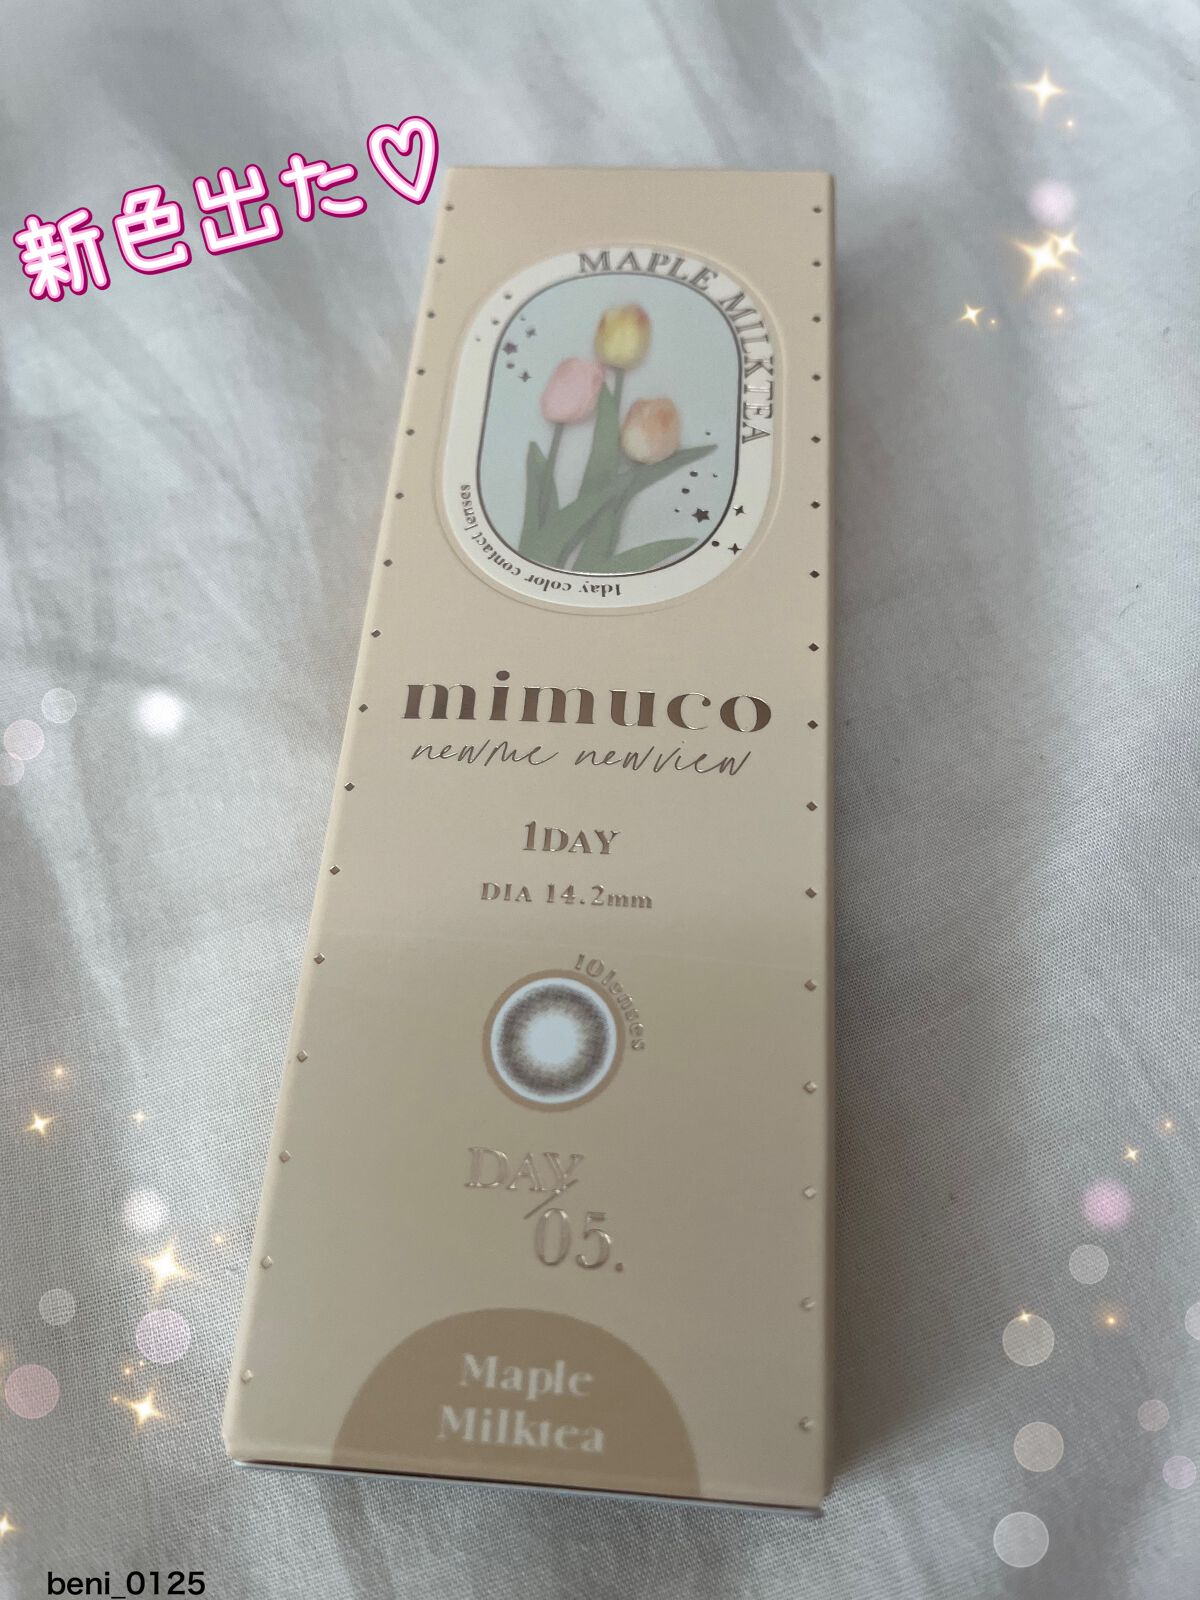 新色出た♡
MAPLE MILKTEA
1day color contact lenses
mimuco
newme newview
1DAY
DIA 14.2mm
10lenses
DAY
05.
Maple
Milktea
beni_0125